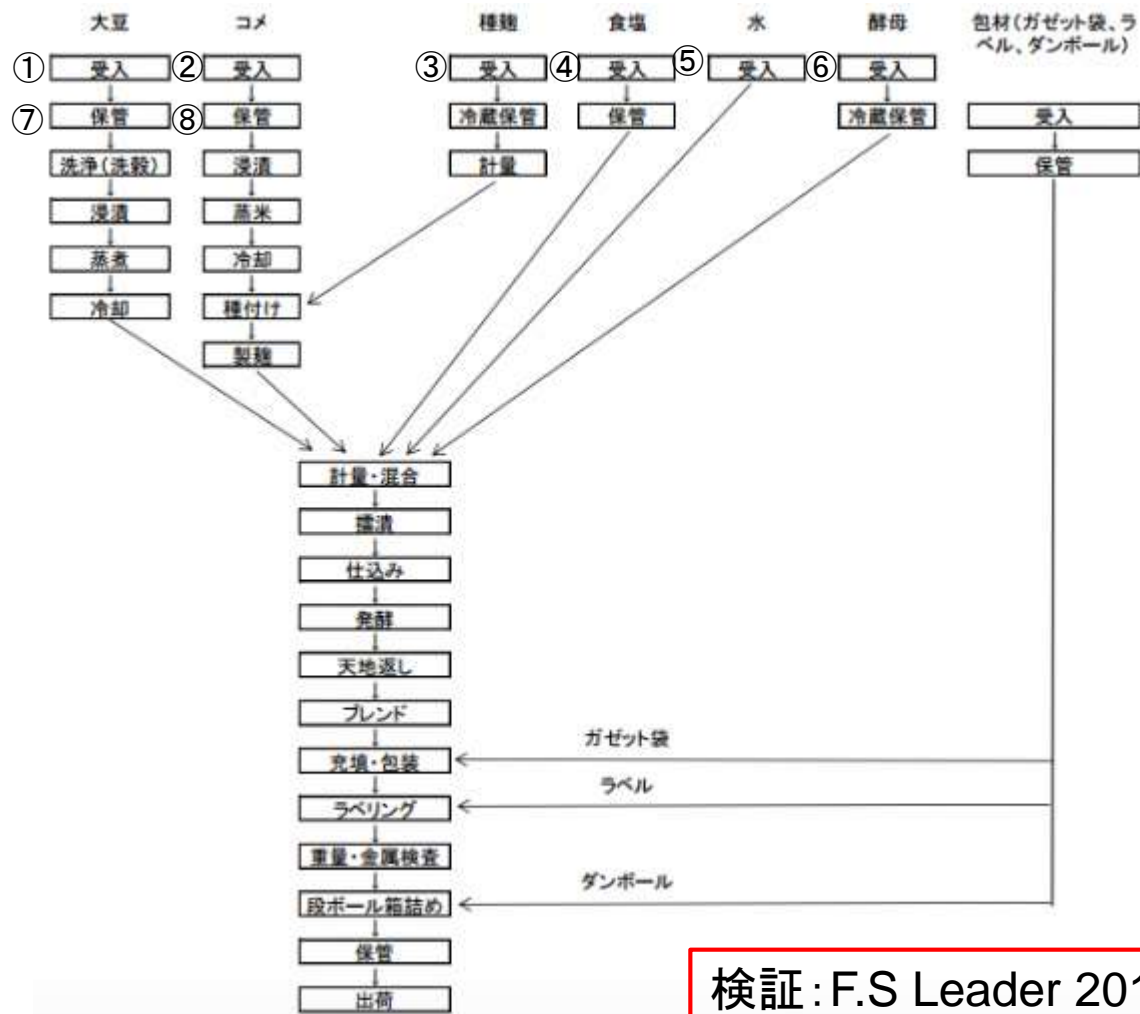 大豆 コメ 種麹 食塩 水 酵母 包材(ガゼット袋、ラ
ベル、ダンボール)
① 受入 ② 受入 ③ 受入 ④ 受入 ⑤ 受入 ⑥ 受入
⑦ 保管 ⑧ 保管 冷蔵保管 保管 冷蔵保管 受入
洗浄(洗穀) 浸漬 計量 保管
浸漬 蒸米
蒸煮 冷却
冷却 種付け
製麹
計量・混合
擂潰
仕込み
発酵
天地返し
ブレンド
ガゼット袋
充填・包装
ラベル
ラベリング
重量・金属検査
ダンボール
段ボール箱詰め
保管
出荷
検証:F.S Leader 201